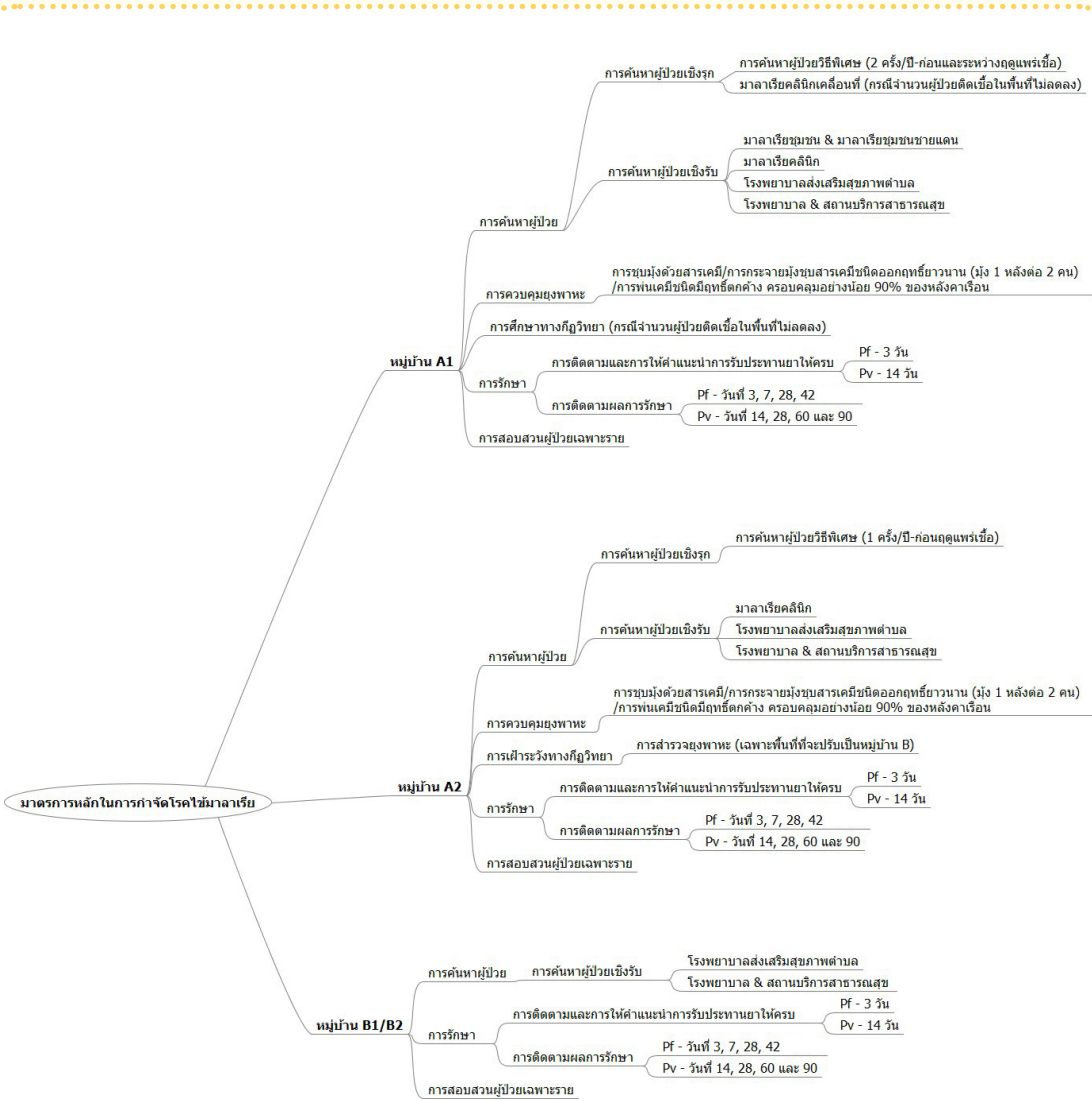 มาตรการหลักในการกำจัดโรคไข้มาลาเรีย
หมู่บ้าน A1
การค้นหาผู้ป่วย
การค้นหาผู้ป่วยเชิงรุก
การค้นหาผู้ป่วยวิธีพิเศษ (2 ครั้ง/ปี-ก่อนและระหว่างฤดูแพร่เชื้อ)
มาลาเรียคลินิกเคลื่อนที่ (กรณีจำนวนผู้ป่วยติดเชื้อในพื้นที่ไม่ลดลง)
การค้นหาผู้ป่วยเชิงรับ
มาลาเรียชุมชน & มาลาเรียชุมชนชายแดน
มาลาเรียคลินิก
โรงพยาบาลส่งเสริมสุขภาพตำบล
โรงพยาบาล & สถานบริการสาธารณสุข
การควบคุมยุงพาหะ
การชุบมุ้งด้วยสารเคมี/การกระจายมุ้งชุบสารเคมีชนิดออกฤทธิ์ยาวนาน (มุ้ง 1 หลังต่อ 2 คน)
/การพ่นเคมีชนิดมีฤทธิ์ตกค้าง ครอบคลุมอย่างน้อย 90% ของหลังคาเรือน
การศึกษาทางกีฏวิทยา (กรณีจำนวนผู้ป่วยติดเชื้อในพื้นที่ไม่ลดลง)
การรักษา
การติดตามและการให้คำแนะนำการรับประทานยาให้ครบ
Pf - 3 วัน
Pv - 14 วัน
การติดตามผลการรักษา
Pf - วันที่ 3, 7, 28, 42
Pv - วันที่ 14, 28, 60 และ 90
การสอบสวนผู้ป่วยเฉพาะราย
หมู่บ้าน A2
การค้นหาผู้ป่วย
การค้นหาผู้ป่วยเชิงรุก
การค้นหาผู้ป่วยวิธีพิเศษ (1 ครั้ง/ปี-ก่อนฤดูแพร่เชื้อ)
การค้นหาผู้ป่วยเชิงรับ
มาลาเรียคลินิก
โรงพยาบาลส่งเสริมสุขภาพตำบล
โรงพยาบาล & สถานบริการสาธารณสุข
การควบคุมยุงพาหะ
การชุบมุ้งด้วยสารเคมี/การกระจายมุ้งชุบสารเคมีชนิดออกฤทธิ์ยาวนาน (มุ้ง 1 หลังต่อ 2 คน)
/การพ่นเคมีชนิดมีฤทธิ์ตกค้าง ครอบคลุมอย่างน้อย 90% ของหลังคาเรือน
การเฝ้าระวังทางกีฏวิทยา
การสำรวจยุงพาหะ (เฉพาะพื้นที่ที่จะปรับเป็นหมู่บ้าน B)
การรักษา
การติดตามและการให้คำแนะนำการรับประทานยาให้ครบ
Pf - 3 วัน
Pv - 14 วัน
การติดตามผลการรักษา
Pf - วันที่ 3, 7, 28, 42
Pv - วันที่ 14, 28, 60 และ 90
การสอบสวนผู้ป่วยเฉพาะราย
หมู่บ้าน B1/B2
การค้นหาผู้ป่วย
การค้นหาผู้ป่วยเชิงรับ
โรงพยาบาลส่งเสริมสุขภาพตำบล
โรงพยาบาล & สถานบริการสาธารณสุข
การรักษา
การติดตามและการให้คำแนะนำการรับประทานยาให้ครบ
Pf - 3 วัน
Pv - 14 วัน
การติดตามผลการรักษา
Pf - วันที่ 3, 7, 28, 42
Pv - วันที่ 14, 28, 60 และ 90
การสอบสวนผู้ป่วยเฉพาะราย